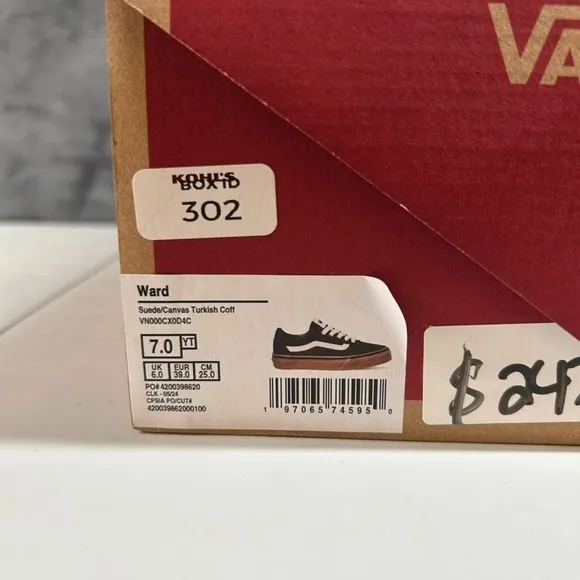 VA
KOHL'S
BOX ID
302
Ward
Suede/Canvas Turkish Coff
VN000CX0D4C
7.0 YT
UK EUR CM
6.0 39.0 25.0
PO# 4200398620
CLK - 05/24
CPSIA PO/CUT#
420039862000100
1 97065 74595 0
$ 247